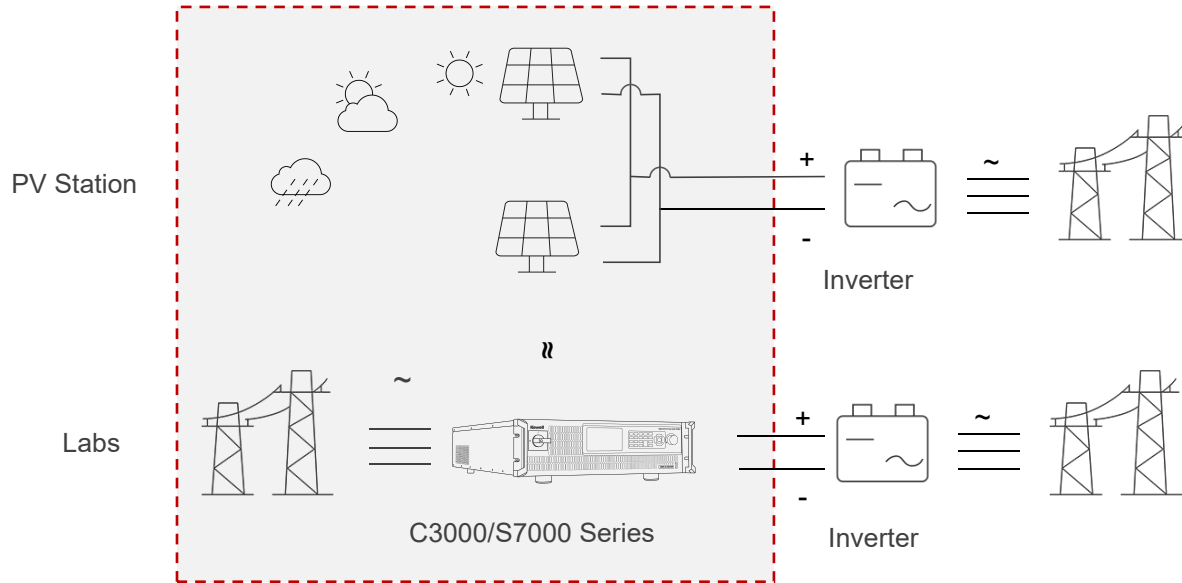 PV Station
+
~
-
Inverter
≈
~
Labs
+
~
-
C3000/S7000 Series
Inverter